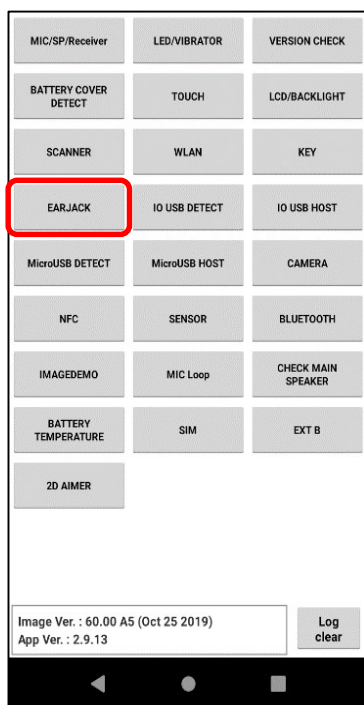 MIC/SP/Receiver
LED/VIBRATOR
VERSION CHECK
BATTERY COVER
DETECT
TOUCH
LCD/BACKLIGHT
SCANNER
WLAN
KEY
EARJACK
IO USB DETECT
IO USB HOST
MicroUSB DETECT
MicroUSB HOST
CAMERA
NFC
SENSOR
BLUETOOTH
IMAGEDEMO
MIC Loop
CHECK MAIN
SPEAKER
BATTERY
TEMPERATURE
SIM
EXT B
2D AIMER
Image Ver. : 60.00 A5 (Oct 25 2019)
App Ver. : 2.9.13
Log
clear